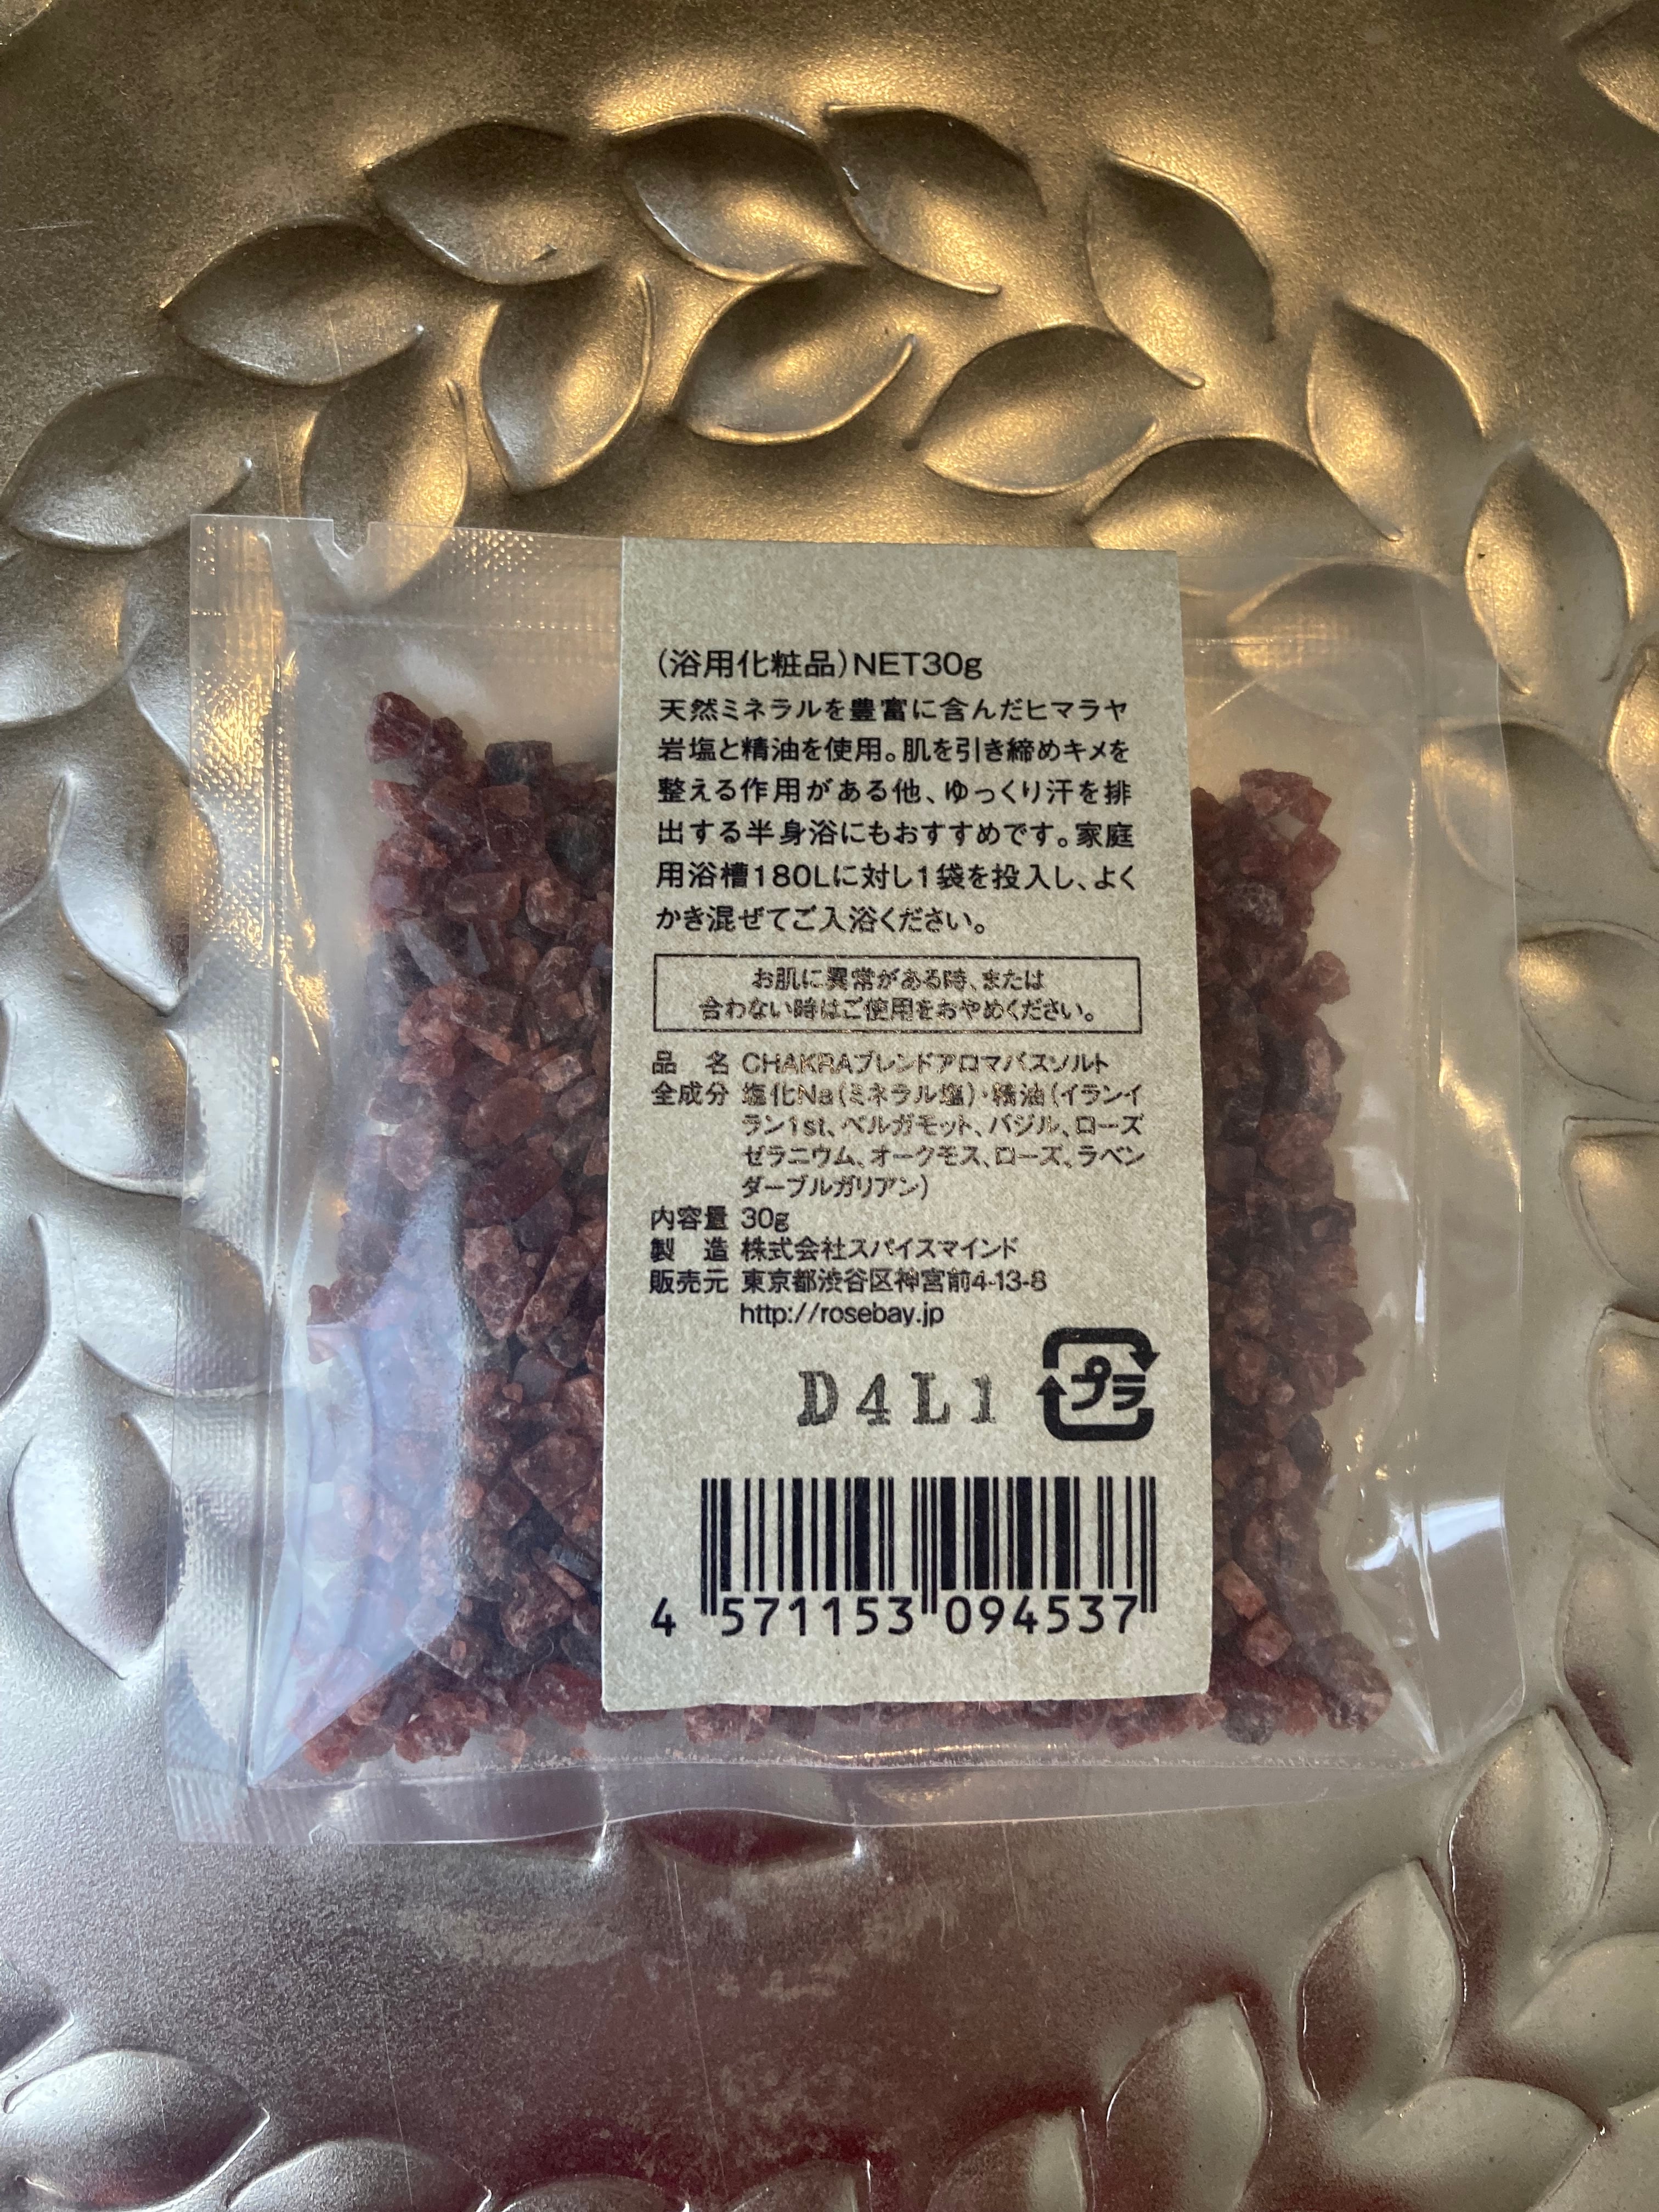 (浴用化粧品)NET30g
天然ミネラルを豊富に含んだヒマラヤ
岩塩と精油を使用。肌を引き締めキメを
整える作用がある他、ゆっくり汗を排
出する半身浴にもおすすめです。家庭
用浴槽180Lに対し1袋を投入し、よく
かき混ぜてご入浴ください。
お肌に異常がある時、または
合わない時はご使用をおやめください。
品 名 CHAKRAブレンドアロマバスソルト
全成分 塩化Na(ミネラル塩)・精油(イランイ
ラン1st、ベルガモット、バジル、ローズ
ゼラニウム、オークモス、ローズ、ラベン
ダーブルガリアン)
内容量 30g
製 造 株式会社スパイスマインド
販売元 東京都渋谷区神宮前4-13-8
http://rosebay.jp
D4L1
プラ
4 571153 094537